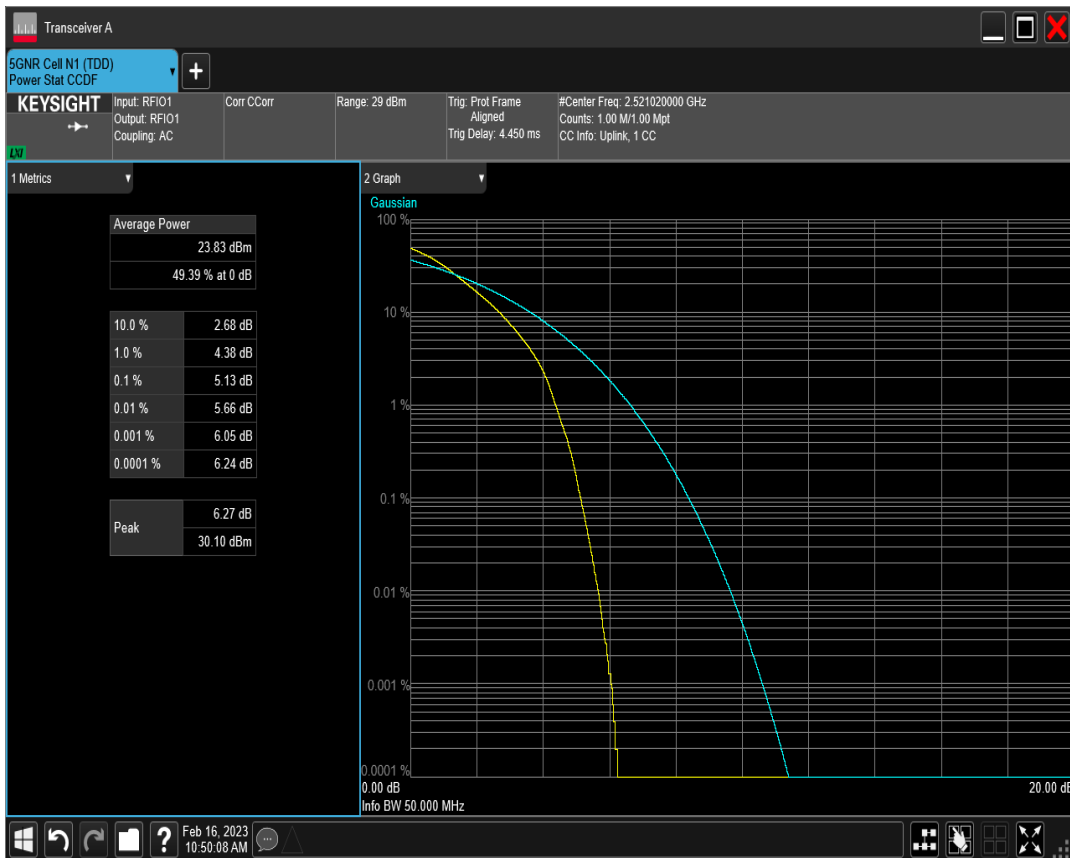 Transceiver A
5GNR Cell N1 (TDD)
Power Stat CCDF
+
KEYSIGHT
LXI
Input: RFIO1
Output: RFIO1
Coupling: AC
Corr CCorr
Range: 29 dBm
Trig: Prot Frame
Aligned
Trig Delay: 4.450 ms
#Center Freq: 2.521020000 GHz
Counts: 1.00 M/1.00 Mpt
CC Info: Uplink, 1 CC
1 Metrics
Average Power
23.83 dBm
49.39 % at 0 dB
10.0 % 2.68 dB
1.0 % 4.38 dB
0.1 % 5.13 dB
0.01 % 5.66 dB
0.001 % 6.05 dB
0.0001 % 6.24 dB
Peak 6.27 dB
30.10 dBm
2 Graph
Gaussian
100 %
10 %
1 %
0.1 %
0.01 %
0.001 %
0.0001 %
0.00 dB 20.00 dB
Info BW 50.000 MHz
? Feb 16, 2023
10:50:08 AM